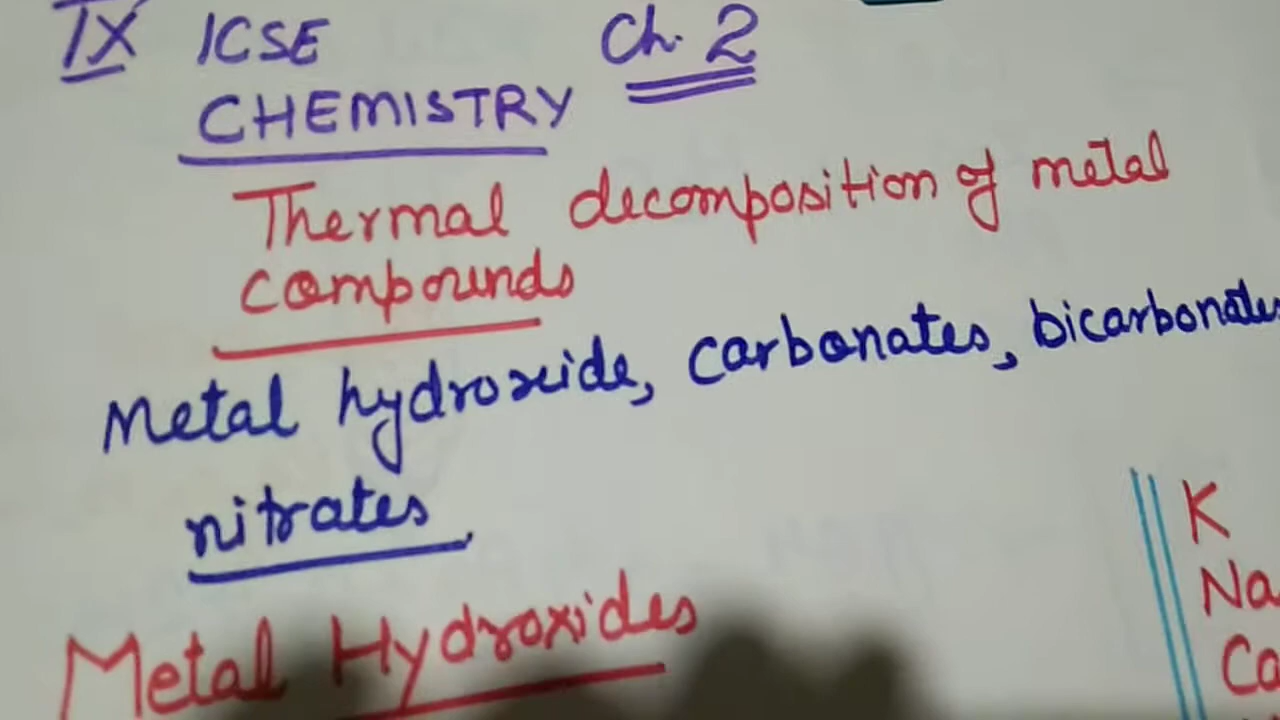 IX ICSE Ch. 2
CHEMISTRY
Thermal decomposition of metal
compounds
Metal hydroxide, carbonates, bicarbonates
nitrates.
Metal Hydroxides
K
Na
Ca